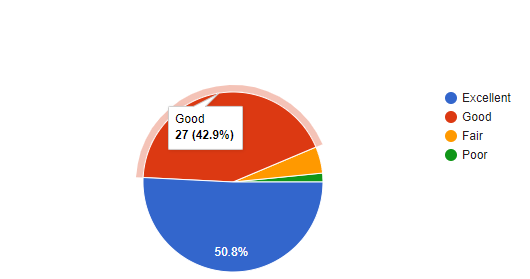 Excellent
Good
Good
27 (42.9%)
Fair
Poor
50.8%